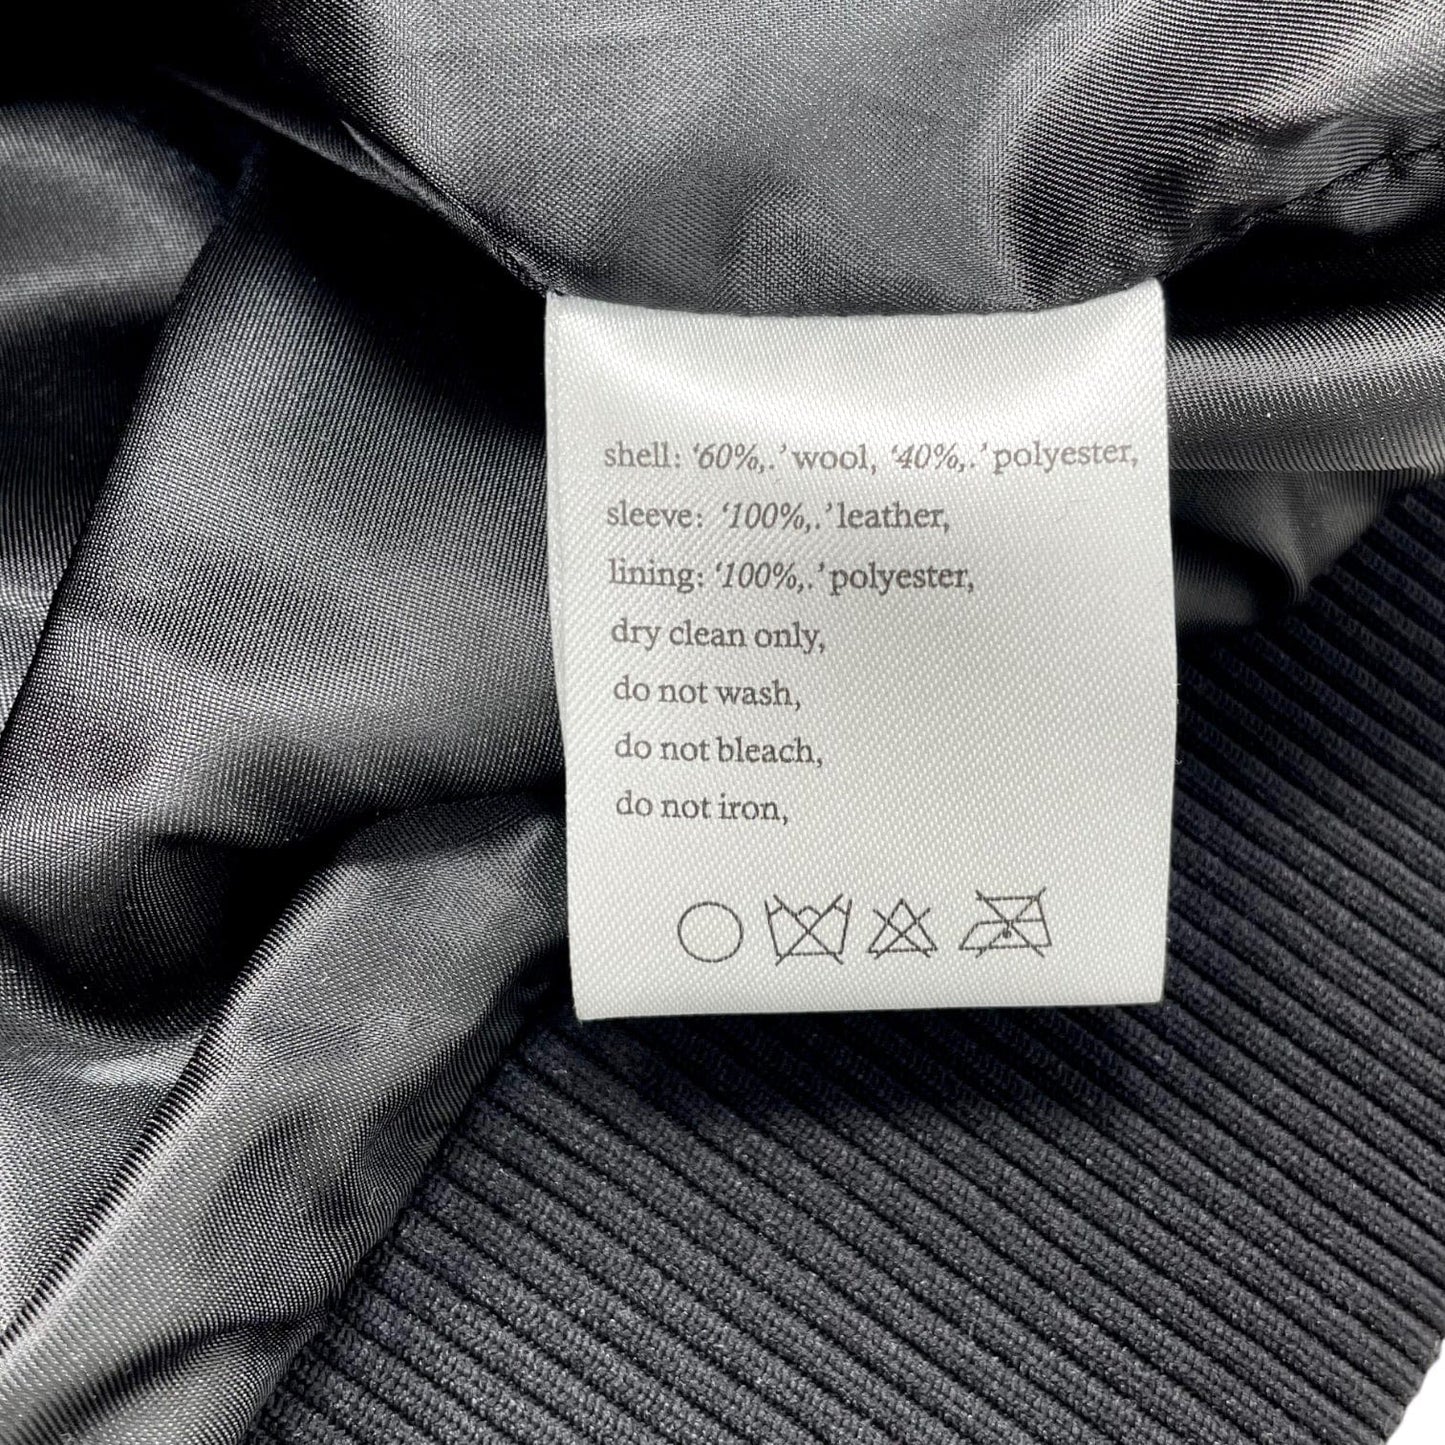 shell: ‘60%,.’ wool, ‘40%,.’ polyester,
sleeve: ‘100%,.’ leather,
lining: ‘100%,.’ polyester,
dry clean only,
do not wash,
do not bleach,
do not iron,